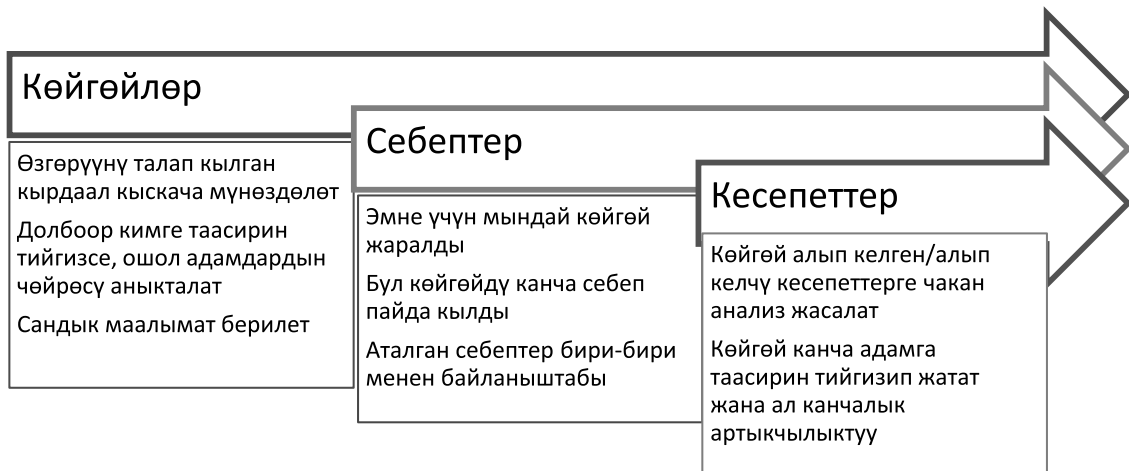 Көйгөйлөр
Өзгөрүүнү талап кылган
кырдаал кыскача мүнөздөлөт
Долбоор кимге таасирин
тийгизсе, ошол адамдардын
чөйрөсү аныкталат
Сандык маалымат берилет
Себептер
Эмне үчүн мындай көйгөй
жаралды
Бул көйгөйдү канча себеп
пайда кылды
Аталган себептер бири-бири
менен байланыштабы
Кесепеттер
Көйгөй алып келген/алып
келчү кесепеттерге чакан
анализ жасалат
Көйгөй канча адамга
таасирин тийгизип жатат
жана ал канчалык
артыкчылыктуу